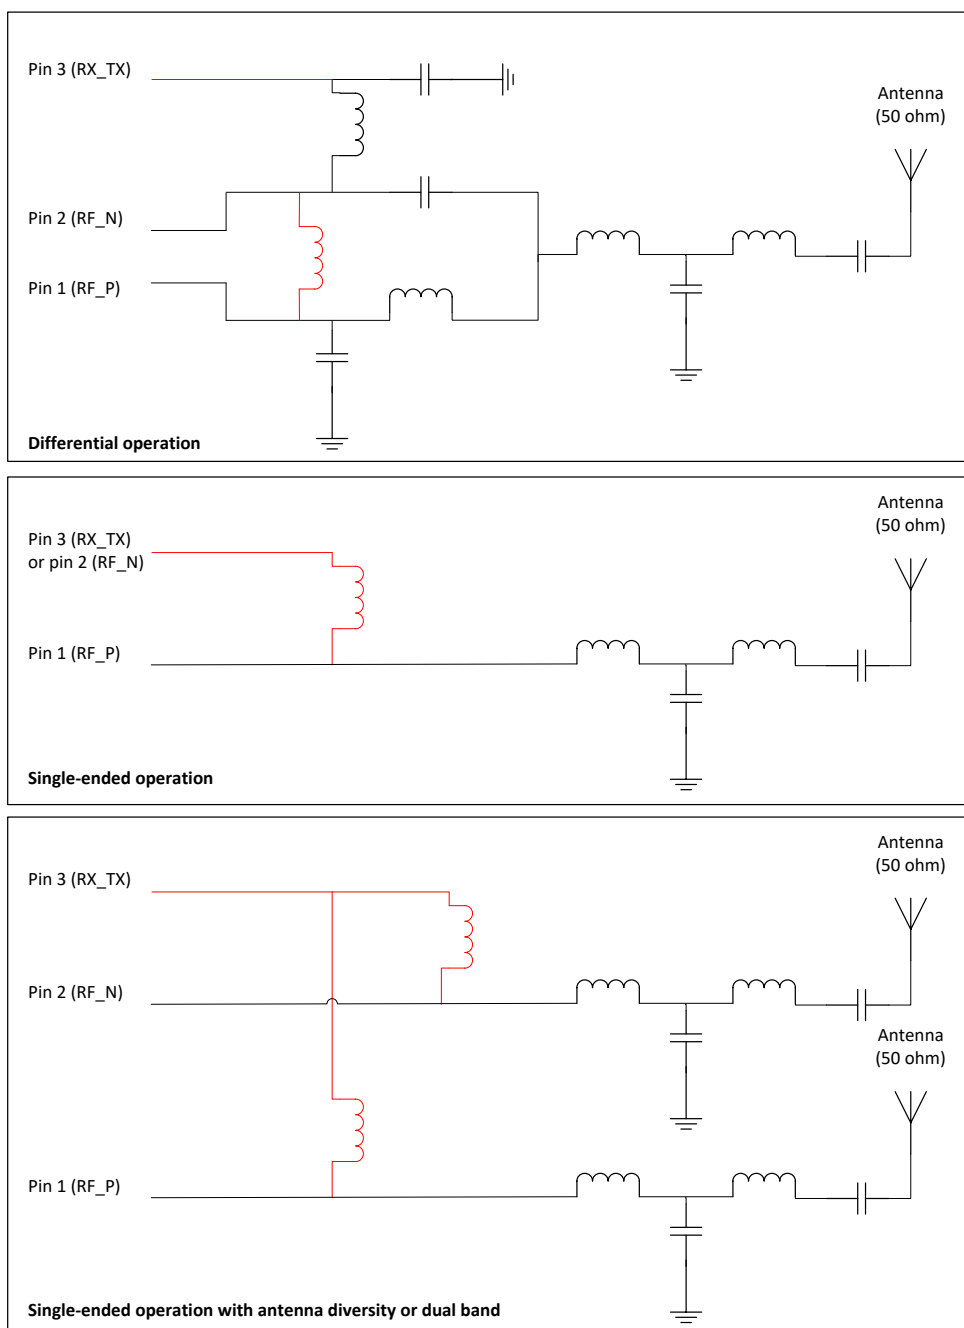 Pin 3 (RX_TX)
Antenna
(50 ohm)
Pin 2 (RF_N)
Pin 1 (RF_P)
Differential operation
Antenna
(50 ohm)
Pin 3 (RX_TX)
or pin 2 (RF_N)
Pin 1 (RF_P)
Single-ended operation
Antenna
(50 ohm)
Pin 3 (RX_TX)
Pin 2 (RF_N)
Antenna
(50 ohm)
Pin 1 (RF_P)
Single-ended operation with antenna diversity or dual band